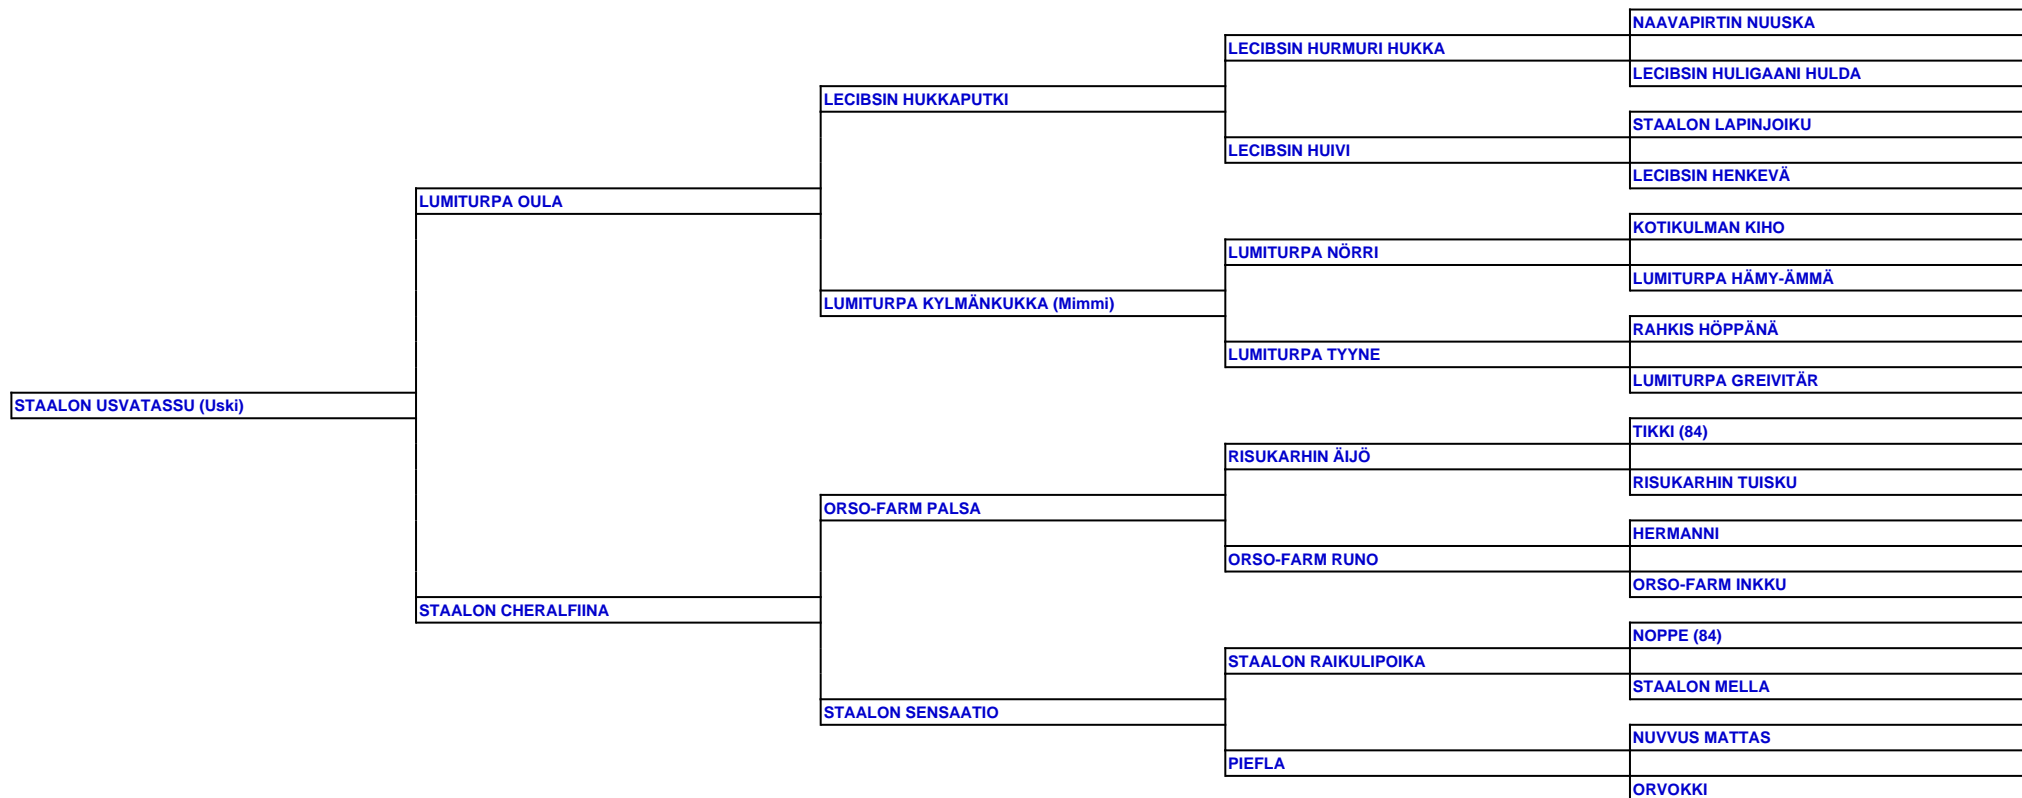 NAAVAPIRTIN NUUSKA
LECIBSIN HURMURI HUKKA
LECIBSIN HULIGAANI HULDA
LECIBSIN HUKKAPUTKI
STAALON LAPINJOIKU
LECIBSIN HUIVI
LECIBSIN HENKEVÄ
LUMITURPA OULA
KOTIKULMAN KIHO
LUMITURPA NÖRRI
LUMITURPA HÄMY-ÄMMÄ
LUMITURPA KYLMÄNKUKKA (Mimmi)
RAHKIS HÖPPÄNÄ
LUMITURPA TYYNE
LUMITURPA GREIVITÄR
STAALON USVATASSU (Uski)
TIKKI (84)
RISUKARHIN ÄIJÖ
RISUKARHIN TUISKU
ORSO-FARM PALSA
HERMANNI
ORSO-FARM RUNO
ORSO-FARM INKKU
STAALON CHERALFIINA
NOPPE (84)
STAALON RAIKULIPOIKA
STAALON MELLA
STAALON SENSAATIO
NUVVUS MATTAS
PIEFLA
ORVOKKI